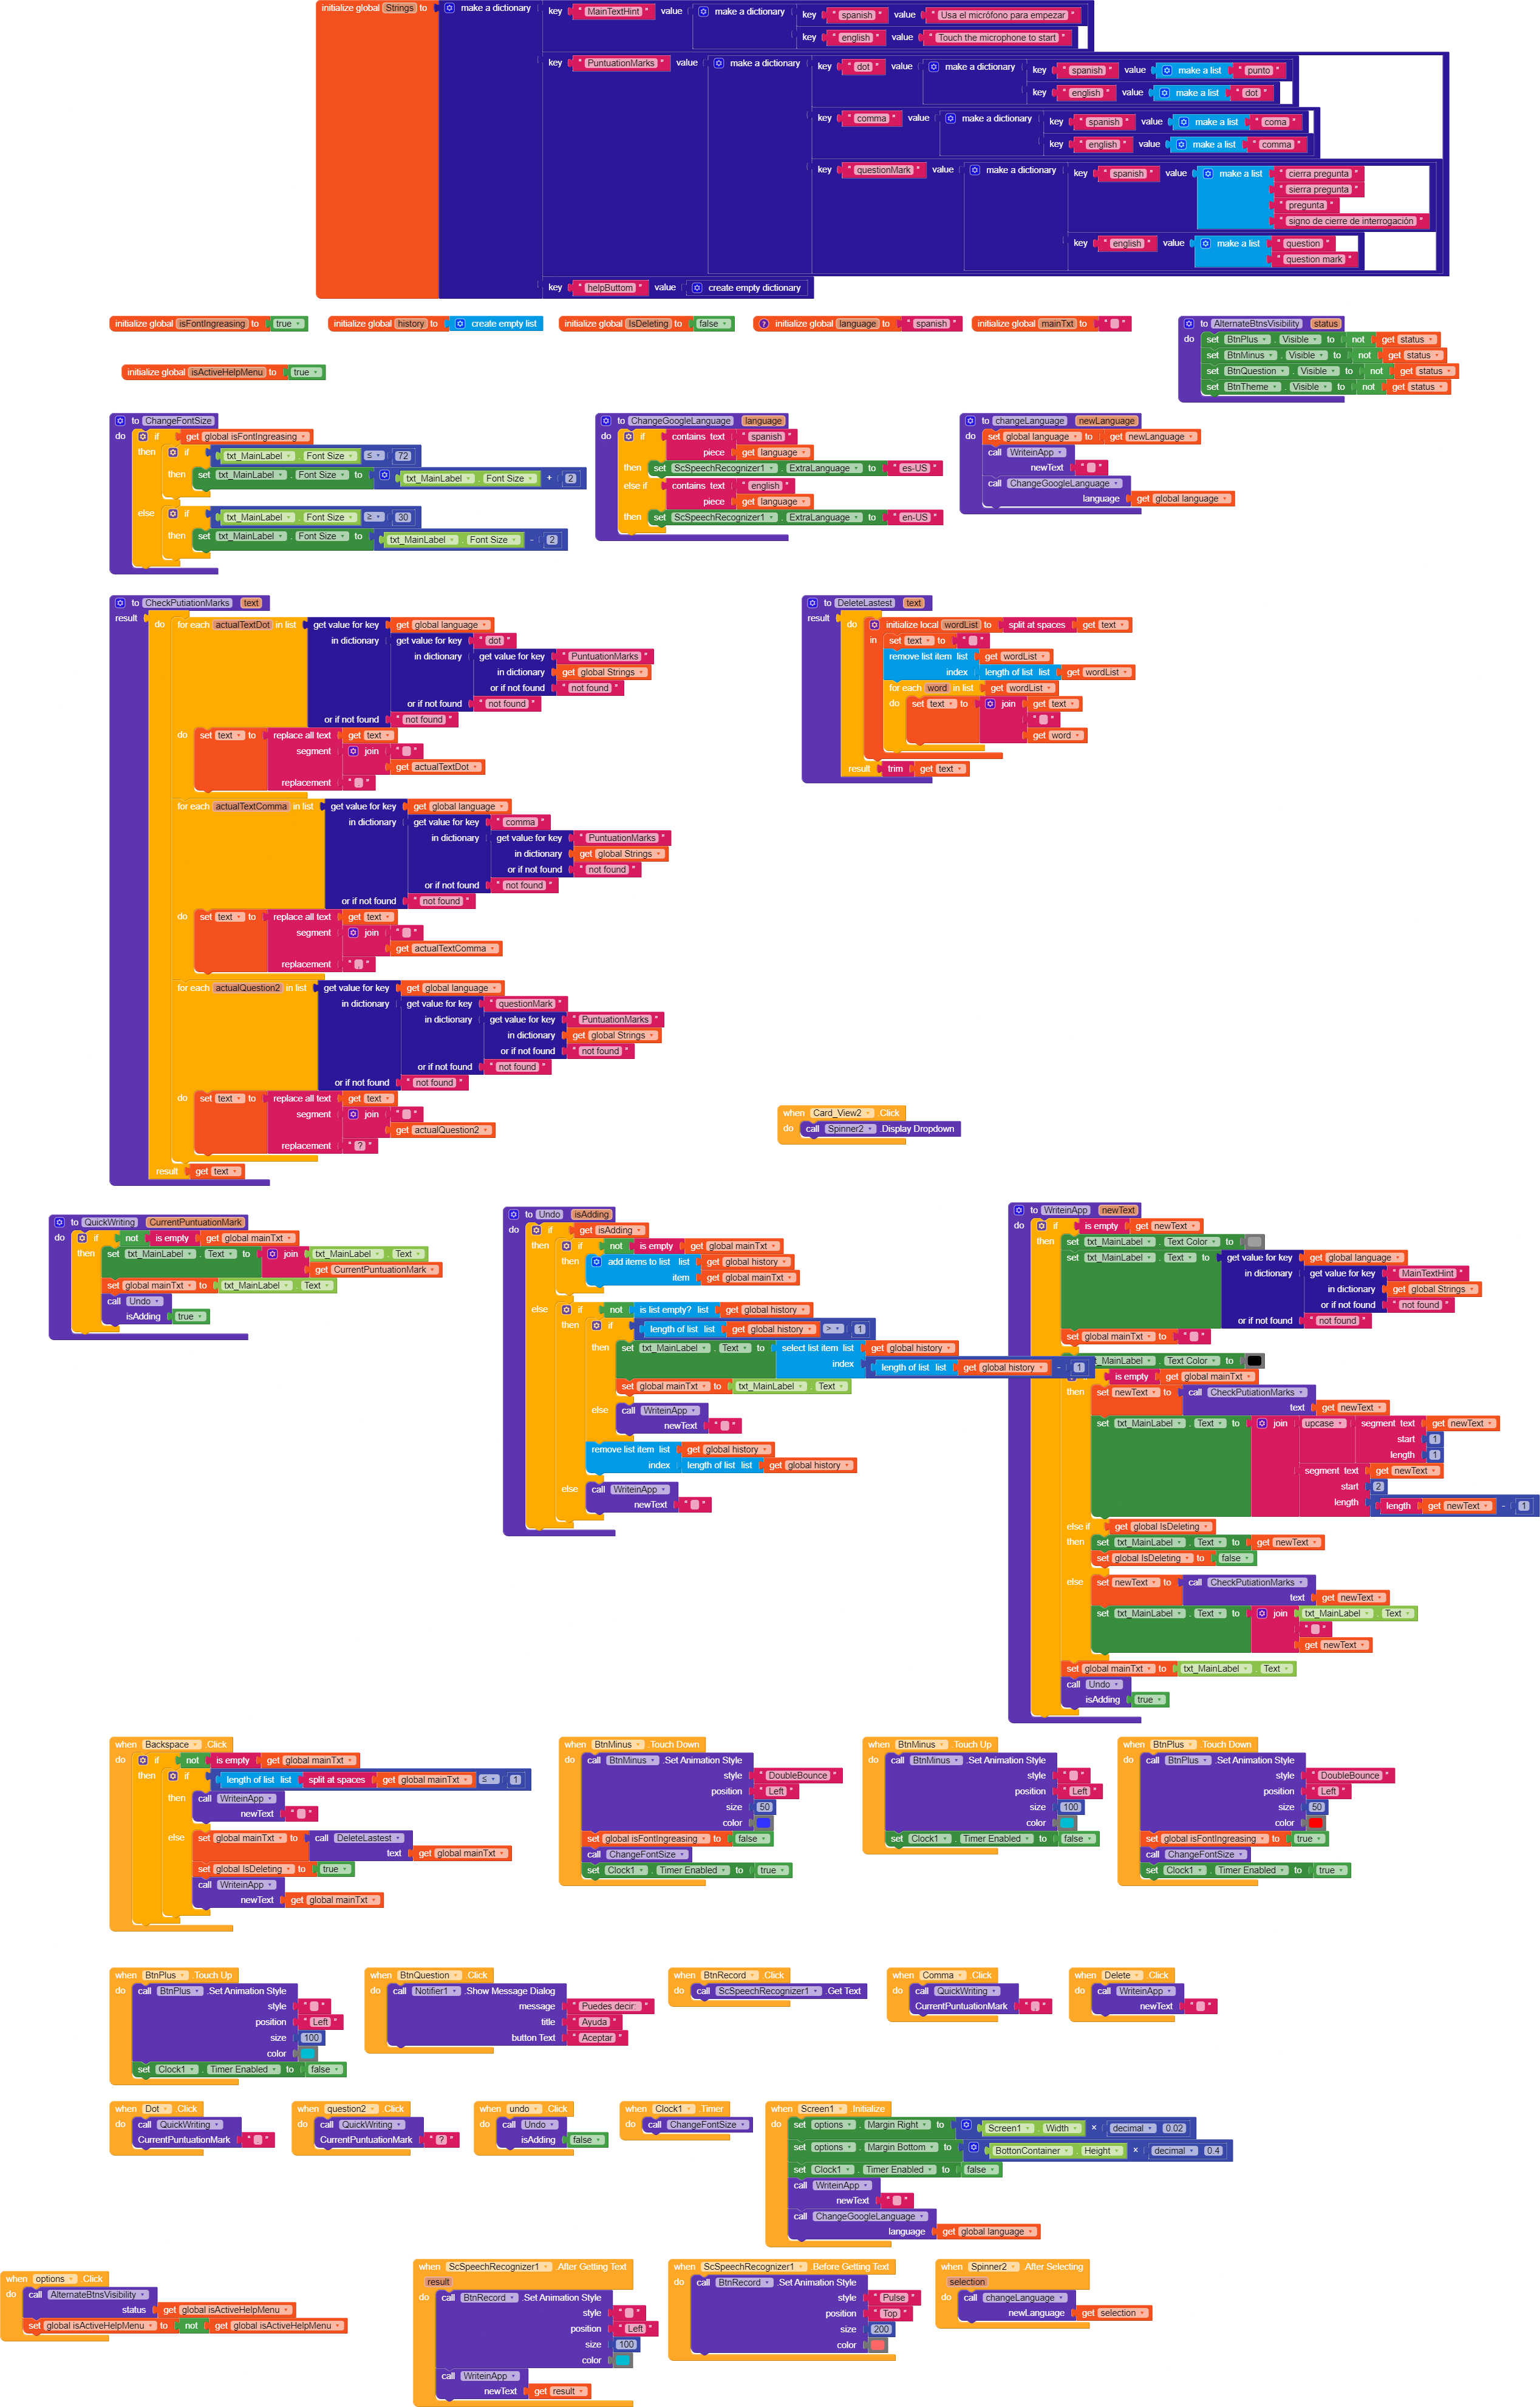 initialize global Strings to make a dictionary key " MainTextHint " value make a dictionary key " spanish " value " Usa el micrófono para empezar "
key " english " value " Touch the microphone to start "
key " PuntuationMarks " value make a dictionary key " dot " value make a dictionary key " spanish " value make a list " punto "
key " english " value make a list " dot "
key " comma " value make a dictionary key " spanish " value make a list " coma "
key " english " value make a list " comma "
key " questionMark " value make a dictionary key " spanish " value make a list " cierra pregunta "
" sierra pregunta "
" pregunta "
" signo de cierre de interrogación "
key " english " value make a list " question "
" question mark "
key " helpButtom " value create empty dictionary
initialize global isFontIngreasing to true
initialize global history to create empty list
initialize global IsDeleting to false
? initialize global language to " spanish "
initialize global mainTxt to " "
to AlternateBtnsVisibility status
do set BtnPlus . Visible to not get status
set BtnMinus . Visible to not get status
set BtnQuestion . Visible to not get status
set BtnTheme . Visible to not get status
initialize global isActiveHelpMenu to true
to ChangeFontSize
do if get global isFontIngreasing
then if txt_MainLabel . Font Size ≤ 72
then set txt_MainLabel . Font Size to txt_MainLabel . Font Size + 2
else if txt_MainLabel . Font Size ≥ 30
then set txt_MainLabel . Font Size to txt_MainLabel . Font Size - 2
to ChangeGoogleLanguage language
do if contains text " spanish "
piece get language
then set ScSpeechRecognizer1 . ExtraLanguage to " es-US "
else if contains text " english "
piece get language
then set ScSpeechRecognizer1 . ExtraLanguage to " en-US "
to changeLanguage newLanguage
do set global language to get newLanguage
call WriteinApp
newText " "
call ChangeGoogleLanguage
language get global language
to CheckPutiationMarks text
result do for each actualTextDot in list get value for key get global language
in dictionary get value for key " dot "
in dictionary get value for key " PuntuationMarks "
in dictionary get global Strings
or if not found " not found "
or if not found " not found "
or if not found " not found "
do set text to replace all text get text
segment join " "
get actualTextDot
replacement " . "
for each actualTextComma in list get value for key get global language
in dictionary get value for key " comma "
in dictionary get value for key " PuntuationMarks "
in dictionary get global Strings
or if not found " not found "
or if not found " not found "
or if not found " not found "
do set text to replace all text get text
segment join " "
get actualTextComma
replacement " , "
for each actualQuestion2 in list get value for key get global language
in dictionary get value for key " questionMark "
in dictionary get value for key " PuntuationMarks "
in dictionary get global Strings
or if not found " not found "
or if not found " not found "
or if not found " not found "
do set text to replace all text get text
segment join " "
get actualQuestion2
replacement " ? "
result get text
to DeleteLastest text
result do initialize local wordList to split at spaces get text
in set text to " "
remove list item list get wordList
index length of list list get wordList
for each word in list get wordList
do set text to join get text
" "
get word
result trim get text
when Card_View2 .Click
do call Spinner2 .Display Dropdown
to QuickWriting CurrentPuntuationMark
do if not is empty get global mainTxt
then set txt_MainLabel . Text to join txt_MainLabel . Text
get CurrentPuntuationMark
set global mainTxt to txt_MainLabel . Text
call Undo
isAdding true
to Undo isAdding
do if get isAdding
then if not is empty get global mainTxt
then add items to list list get global history
item get global mainTxt
else if not is list empty? list get global history
then if length of list list get global history > 1
then set txt_MainLabel . Text to select list item list get global history
index length of list list get global history - 1
set global mainTxt to txt_MainLabel . Text
else call WriteinApp
newText " "
remove list item list get global history
index length of list list get global history
else call WriteinApp
newText " "
to WriteinApp newText
do if is empty get newText
then set txt_MainLabel . Text Color to
set txt_MainLabel . Text to get value for key get global language
in dictionary get value for key " MainTextHint "
in dictionary get global Strings
or if not found " not found "
or if not found " not found "
set global mainTxt to " "
txt_MainLabel . Text Color to
is empty get global mainTxt
then set newText to call CheckPutiationMarks
text get newText
set txt_MainLabel . Text to join upcase segment text get newText
start 1
length 1
segment text get newText
start 2
length length get newText - 1
else if get global IsDeleting
then set txt_MainLabel . Text to get newText
set global IsDeleting to false
else set newText to call CheckPutiationMarks
text get newText
set txt_MainLabel . Text to join txt_MainLabel . Text
" "
get newText
set global mainTxt to txt_MainLabel . Text
call Undo
isAdding true
when Backspace .Click
do if not is empty get global mainTxt
then if length of list list split at spaces get global mainTxt ≤ 1
then call WriteinApp
newText " "
else set global mainTxt to call DeleteLastest
text get global mainTxt
set global IsDeleting to true
call WriteinApp
newText get global mainTxt
when BtnMinus .Touch Down
do call BtnMinus .Set Animation Style
style " DoubleBounce "
position " Left "
size 50
color
set global isFontIngreasing to false
call ChangeFontSize
set Clock1 . Timer Enabled to true
when BtnMinus .Touch Up
do call BtnMinus .Set Animation Style
style " "
position " Left "
size 100
color
set Clock1 . Timer Enabled to false
when BtnPlus .Touch Down
do call BtnPlus .Set Animation Style
style " DoubleBounce "
position " Left "
size 50
color
set global isFontIngreasing to true
call ChangeFontSize
set Clock1 . Timer Enabled to true
when BtnPlus .Touch Up
do call BtnPlus .Set Animation Style
style " "
position " Left "
size 100
color
set Clock1 . Timer Enabled to false
when BtnQuestion .Click
do call Notifier1 .Show Message Dialog
message " Puedes decir: "
title " Ayuda "
button Text " Aceptar "
when BtnRecord .Click
do call ScSpeechRecognizer1 .Get Text
when Comma .Click
do call QuickWriting
CurrentPuntuationMark " , "
when Delete .Click
do call WriteinApp
newText " "
when Dot .Click
do call QuickWriting
CurrentPuntuationMark " . "
when question2 .Click
do call QuickWriting
CurrentPuntuationMark " ? "
when undo .Click
do call Undo
isAdding false
when Clock1 .Timer
do call ChangeFontSize
when Screen1 .Initialize
do set options . Margin Right to Screen1 . Width × decimal 0.02
set options . Margin Bottom to BottonContainer . Height × decimal 0.4
set Clock1 . Timer Enabled to false
call WriteinApp
newText " "
call ChangeGoogleLanguage
language get global language
when options .Click
do call AlternateBtnsVisibility
status get global isActiveHelpMenu
set global isActiveHelpMenu to not get global isActiveHelpMenu
when ScSpeechRecognizer1 .After Getting Text
result
do call BtnRecord .Set Animation Style
style " "
position " Left "
size 100
color
call WriteinApp
newText get result
when ScSpeechRecognizer1 .Before Getting Text
do call BtnRecord .Set Animation Style
style " Pulse "
position " Top "
size 200
color
when Spinner2 .After Selecting
selection
do call changeLanguage
newLanguage get selection